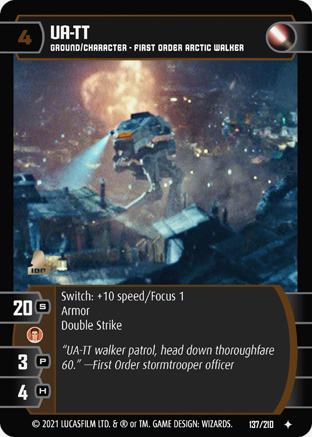 4
UA-TT
GROUND/CHARACTER - FIRST ORDER ARCTIC WALKER
100
20 S
3 P
4 H
Switch: +10 speed/Focus 1
Armor
Double Strike
“UA-TT walker patrol, head down thoroughfare
60.” —First Order stormtrooper officer
© 2021 LUCASFILM LTD. & ® or TM. GAME DESIGN: WIZARDS.
137/210